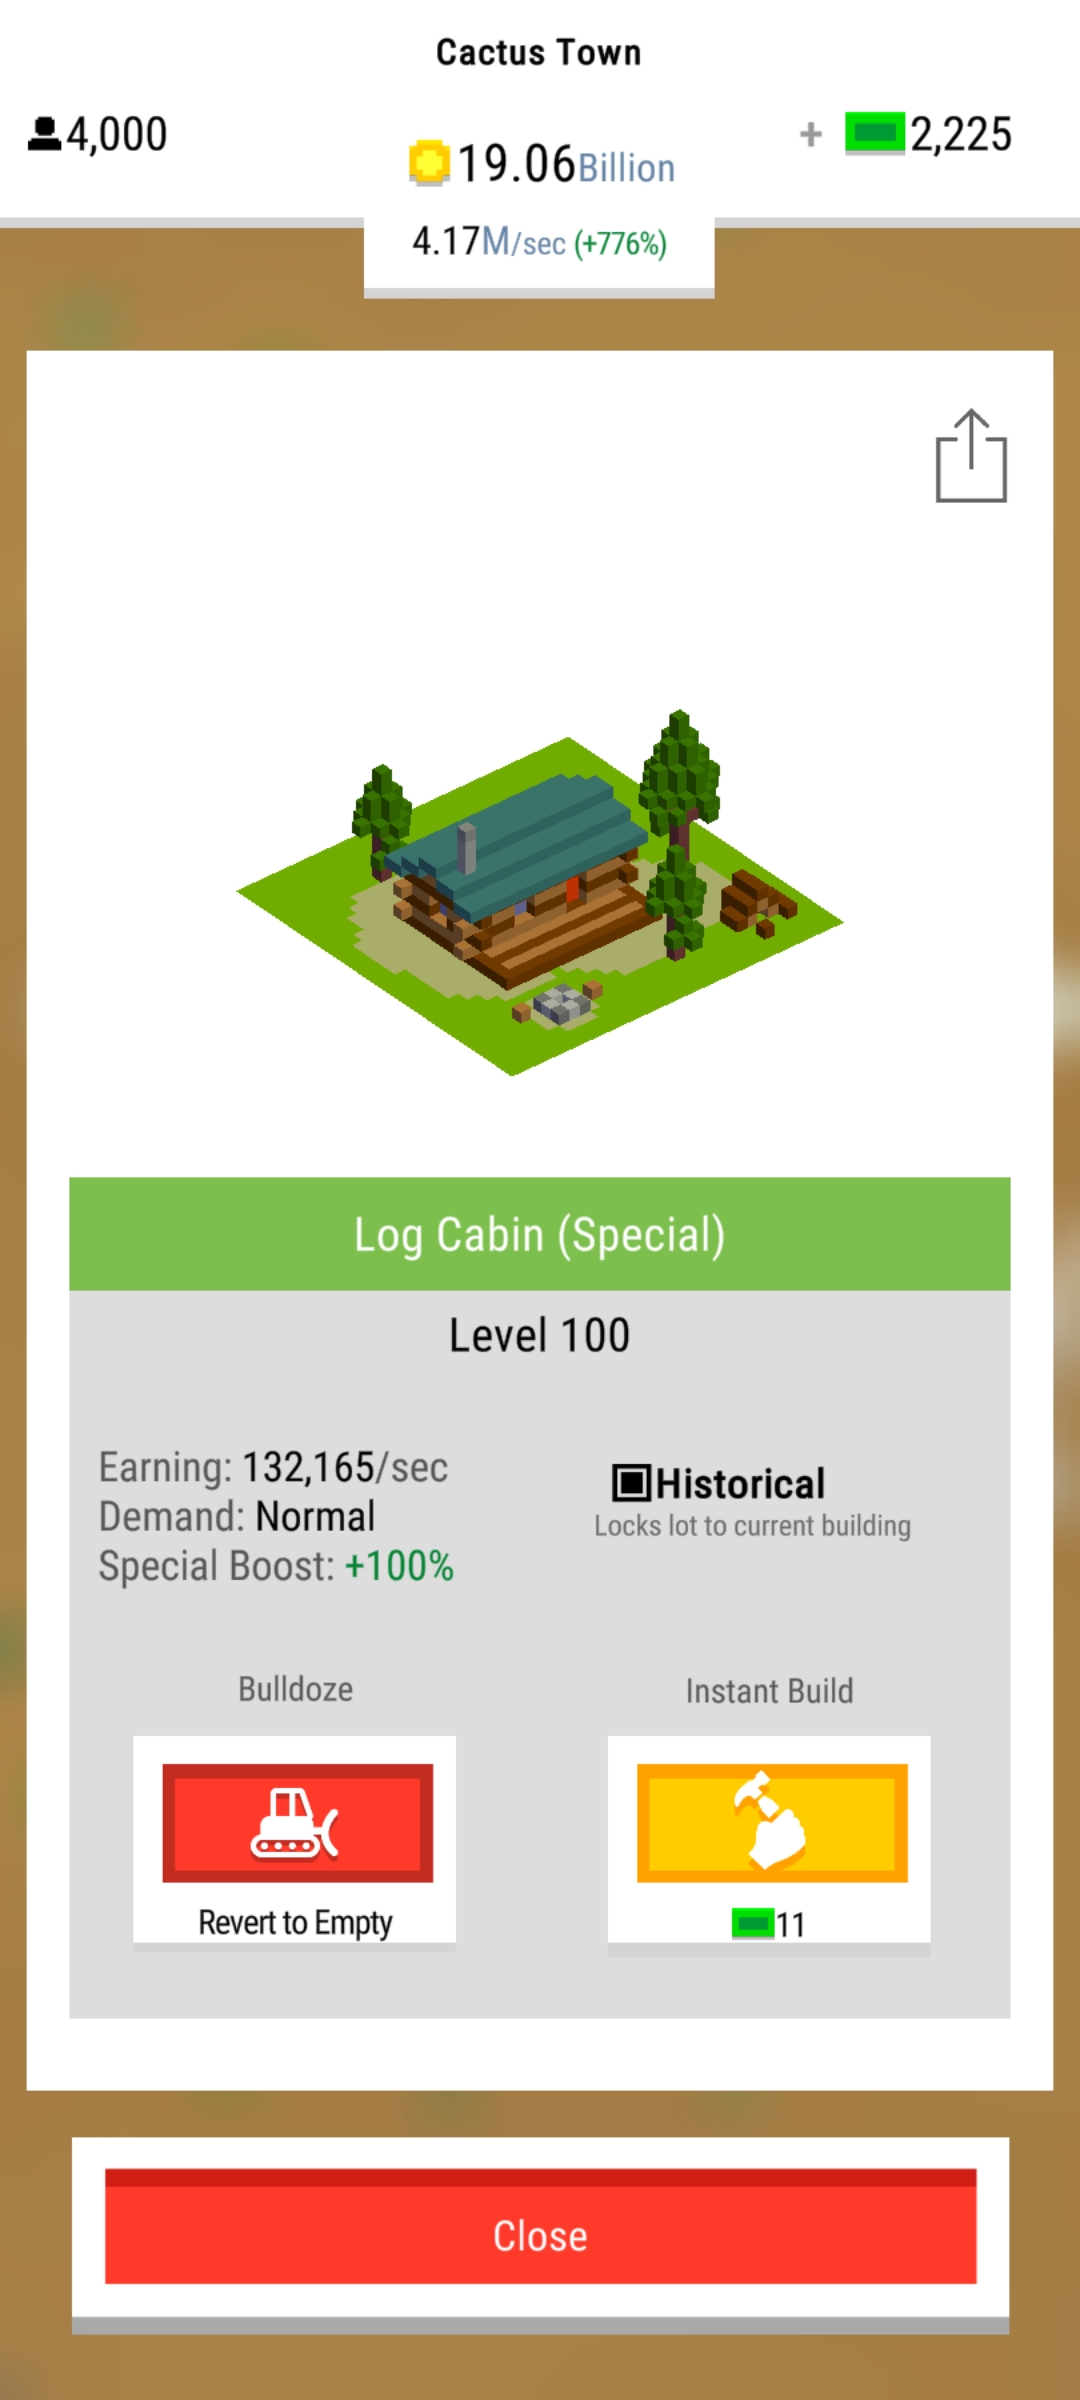 Cactus Town
4,000
19.06Billion
+ 2,225
4.17M/sec (+776%)
Log Cabin (Special)
Level 100
Earning: 132,165/sec
Demand: Normal
Special Boost: +100%
Historical
Locks lot to current building
Bulldoze
Instant Build
Revert to Empty
11
Close